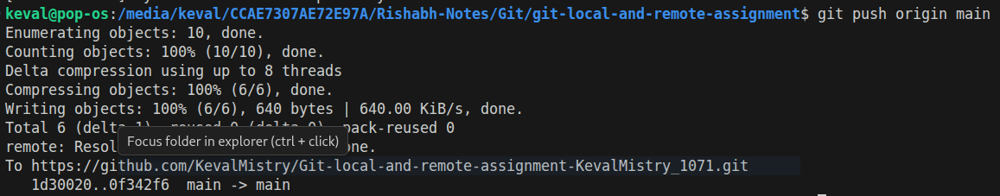 keval@pop-os:/media/keval/CCAE7307AE72E97A/Rishabh-Notes/Git/git-local-and-remote-assignment$ git push origin main
Enumerating objects: 10, done.
Counting objects: 100% (10/10), done.
Delta compression using up to 8 threads
Compressing objects: 100% (6/6), done.
Writing objects: 100% (6/6), 640 bytes | 640.00 KiB/s, done.
Total 6 (delta 1), reused 0 (delta 0), pack-reused 0
Focus folder in explorer (ctrl + click)
remote: Resol one.
To https://github.com/KevalMistry/Git-local-and-remote-assignment-KevalMistry_1071.git
1d30020..0f342f6 main -> main